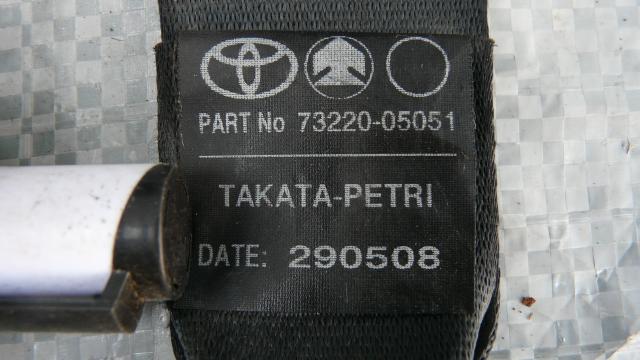 PART No 73220-05051
TAKATA-PETRI
DATE: 290508